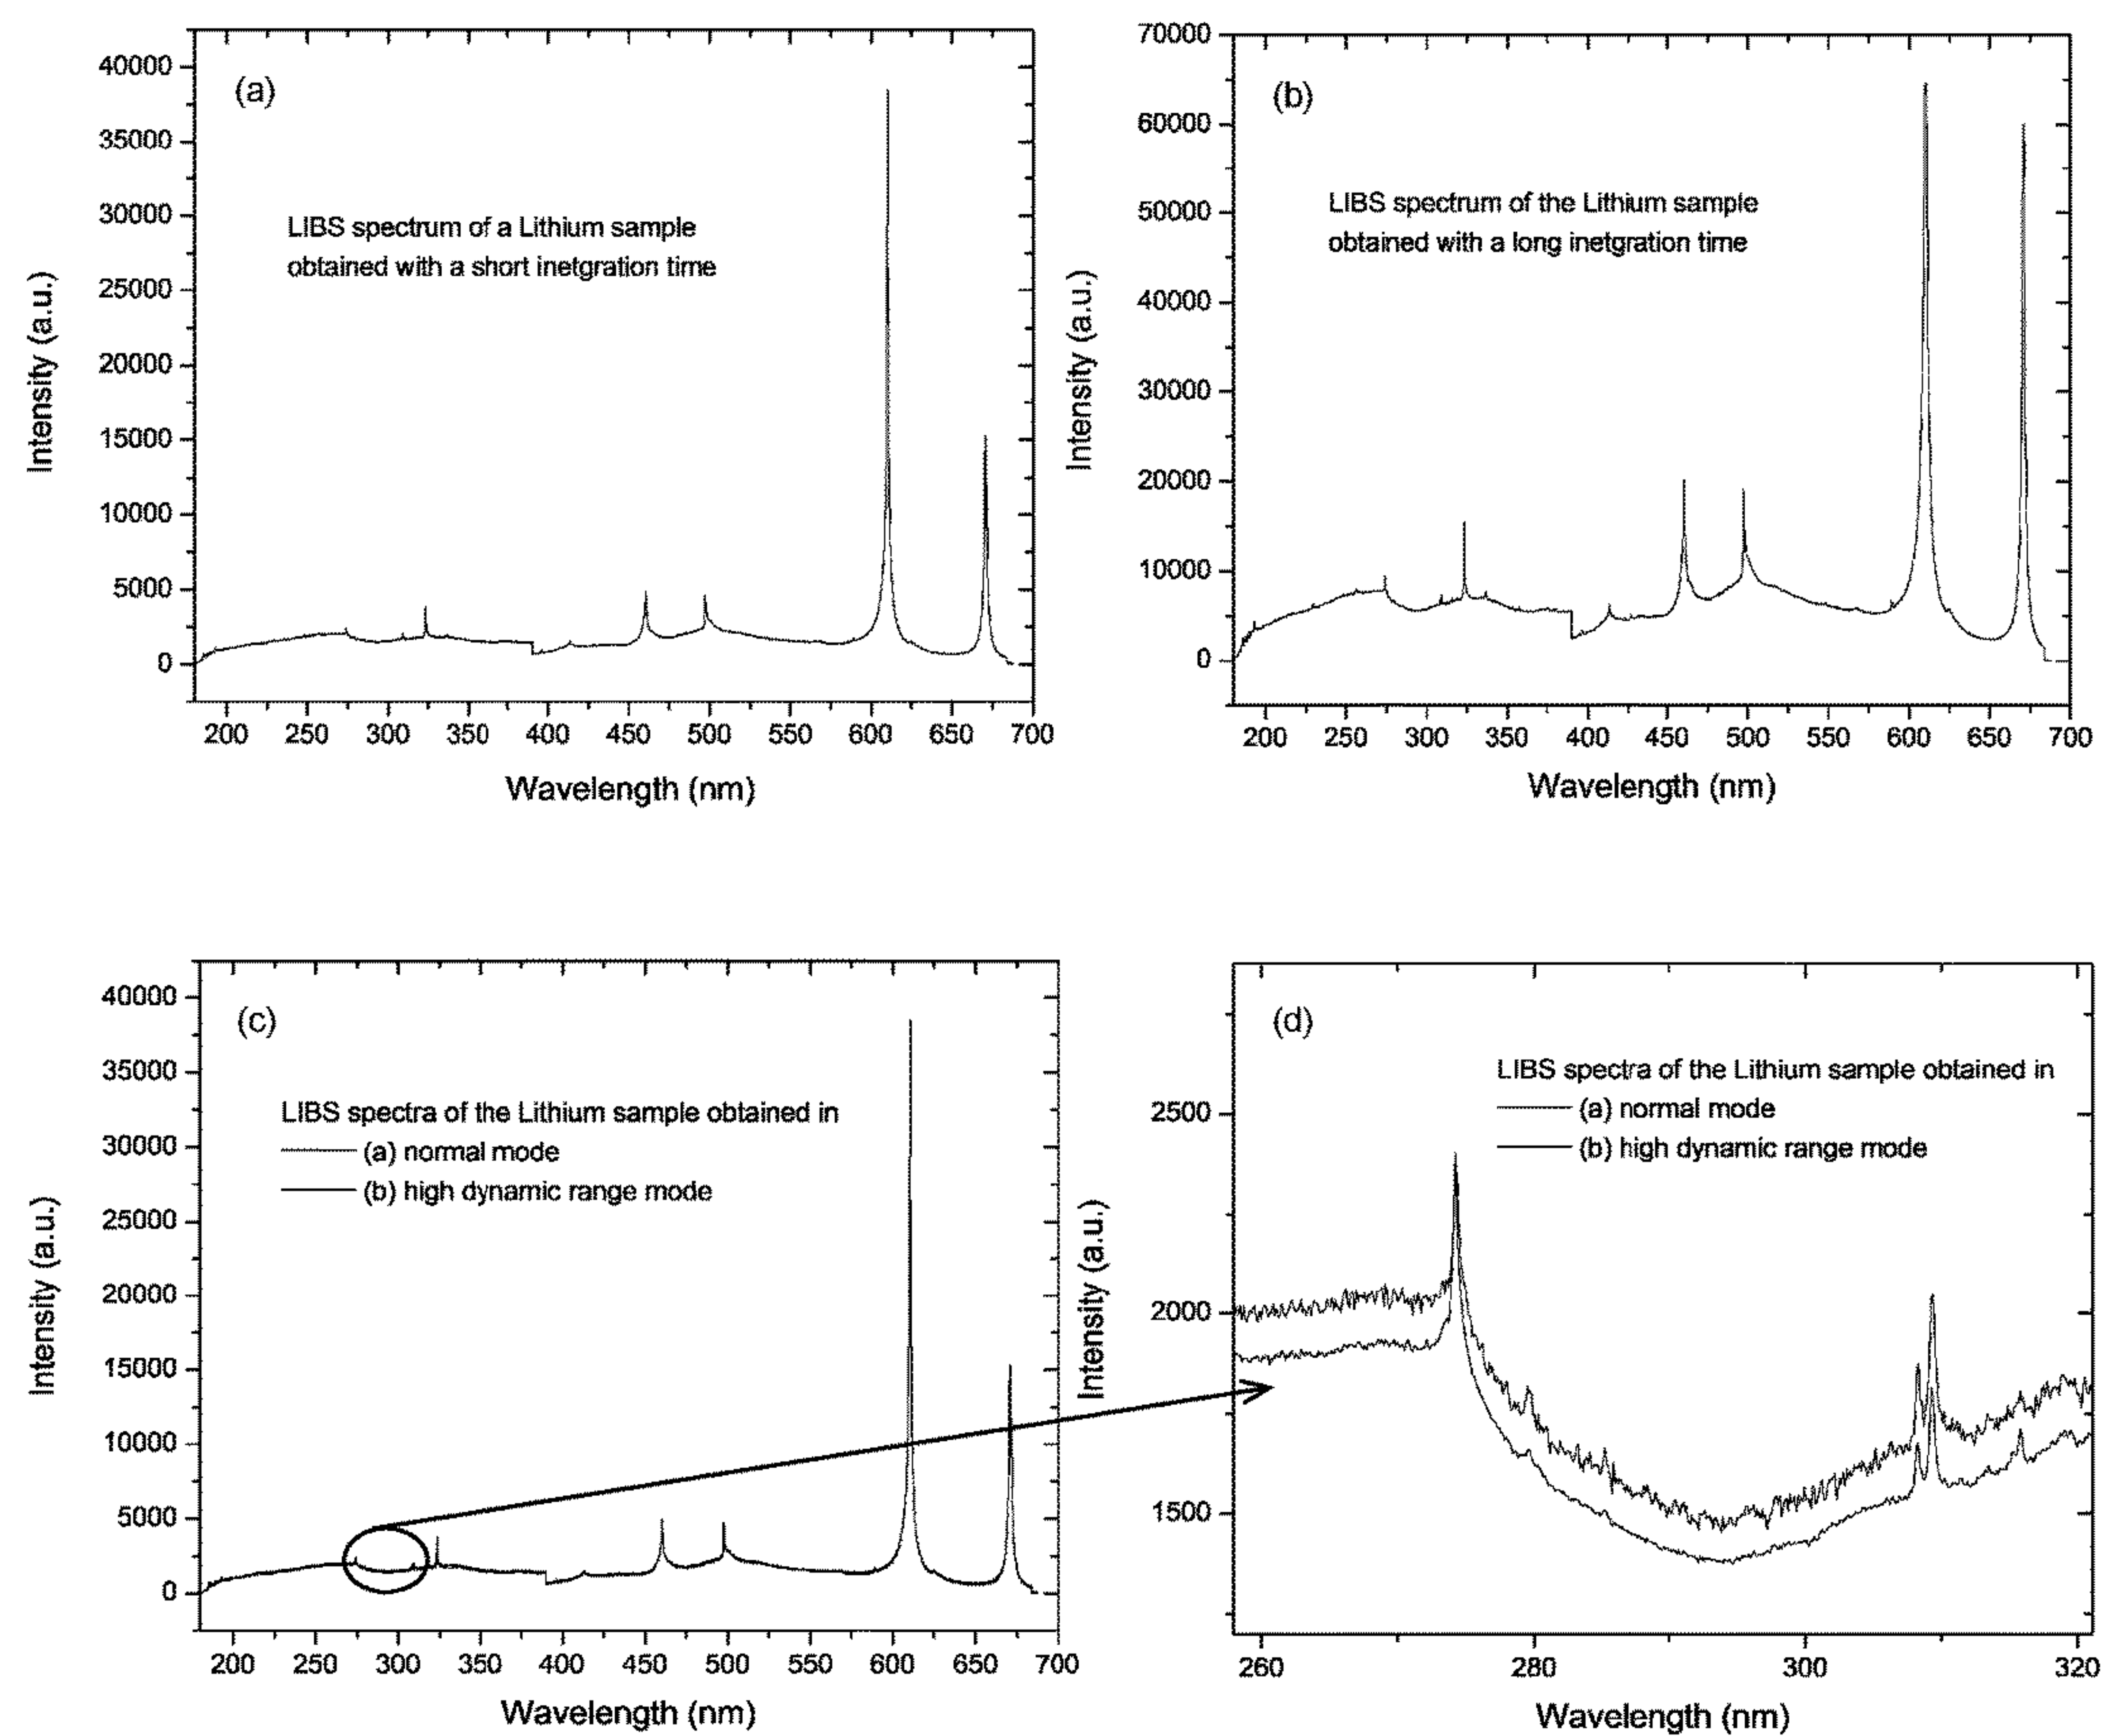 (a)
LIBS spectrum of a Lithium sample
obtained with a short inetgration time
40000
35000
30000
25000
20000
15000
10000
5000
0
Intensity (a.u.)
200 250 300 350 400 450 500 550 600 650 700
Wavelength (nm)
(b)
LIBS spectrum of the Lithium sample
obtained with a long inetgration time
70000
60000
50000
40000
30000
20000
10000
0
Intensity (a.u.)
200 250 300 350 400 450 500 550 600 650 700
Wavelength (nm)
(c)
LIBS spectra of the Lithium sample obtained in
(a) normal mode
(b) high dynamic range mode
40000
35000
30000
25000
20000
15000
10000
5000
0
Intensity (a.u.)
200 250 300 350 400 450 500 550 600 650 700
Wavelength (nm)
(d)
LIBS spectra of the Lithium sample obtained in
(a) normal mode
(b) high dynamic range mode
2500
2000
1500
Intensity (a.u.)
260 280 300 320
Wavelength (nm)